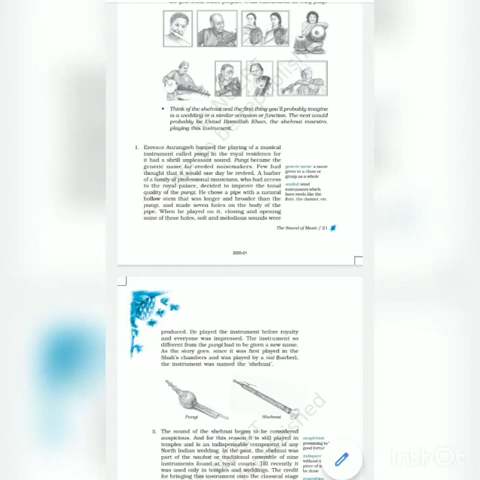 • Think of the shehnai and the first thing you'll probably imagine
is a wedding or a similar occasion or function. The next would
probably be Ustad Bismillah Khan, the shehnai maestro,
playing this instrument.
1. Emperor Aurangzeb banned the playing of a musical
instrument called pungi in the royal residence for
it had a shrill unpleasant sound. Pungi became the
generic name for reeded noisemakers. Few had
thought that it would one day be revived. A barber
of a family of professional musicians, who had access
to the royal palace, decided to improve the tonal
quality of the pungi. He chose a pipe with a natural
hollow stem that was longer and broader than the
pungi, and made seven holes on the body of the
pipe. When he played on it, closing and opening
some of these holes, soft and melodious sounds were
generic name: a name
given to a class or
group as a whole
reeded: wind
instruments which
have reeds like the
flute, the clarinet, etc
The Sound of Music / 21
2020-21
produced. He played the instrument before royalty
and everyone was impressed. The instrument so
different from the pungi had to be given a new name.
As the story goes, since it was first played in the
Shah's chambers and was played by a nai (barber),
the instrument was named the 'shehnai'.
Pungi
Shehnai
2. The sound of the shehnai began to be considered
auspicious. And for this reason it is still played in
temples and is an indispensable component of any
North Indian wedding. In the past, the shehnai was
part of the naubat or traditional ensemble of nine
instruments found at royal courts. Till recently it
was used only in temples and weddings. The credit
for bringing this instrument onto the classical stage
auspicious:
promising to
good fortune
without
piece of
be done
InShOt